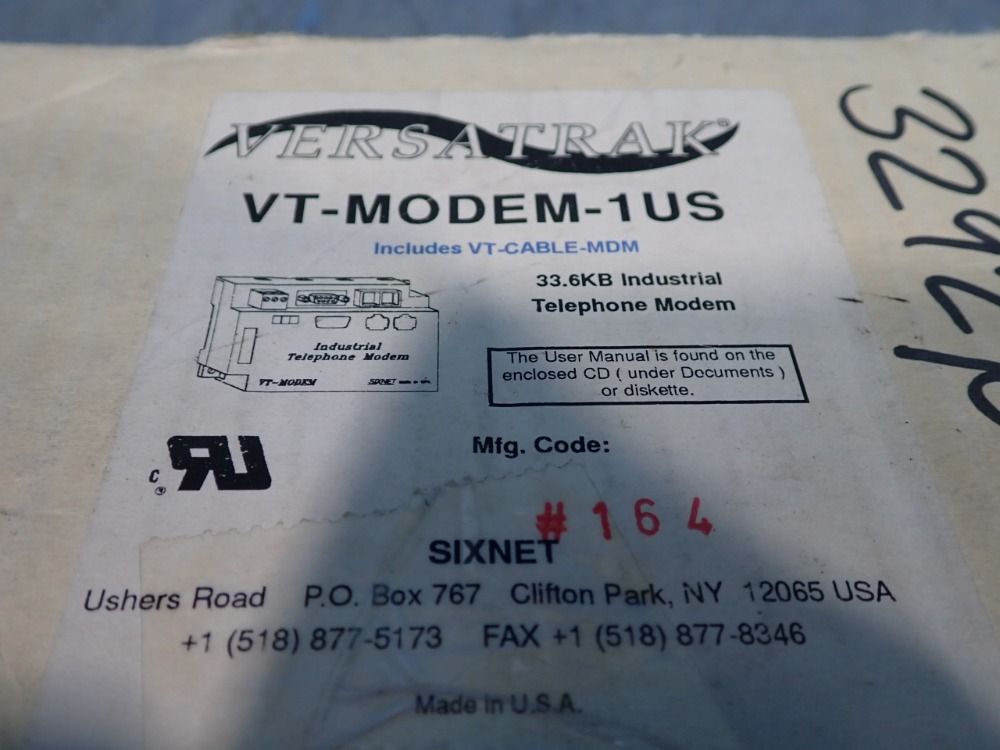 VERSATRAK®
VT-MODEM-1US
Includes VT-CABLE-MDM
33.6KB Industrial
Telephone Modem
Industrial
Telephone Modem
VT-MODEM SIXNET
The User Manual is found on the
enclosed CD ( under Documents )
or diskette.
Mfg. Code:
c RU ®
#164
SIXNET
Ushers Road P.O. Box 767 Clifton Park, NY 12065 USA
+1 (518) 877-5173 FAX +1 (518) 877-8346
Made in U.S.A.